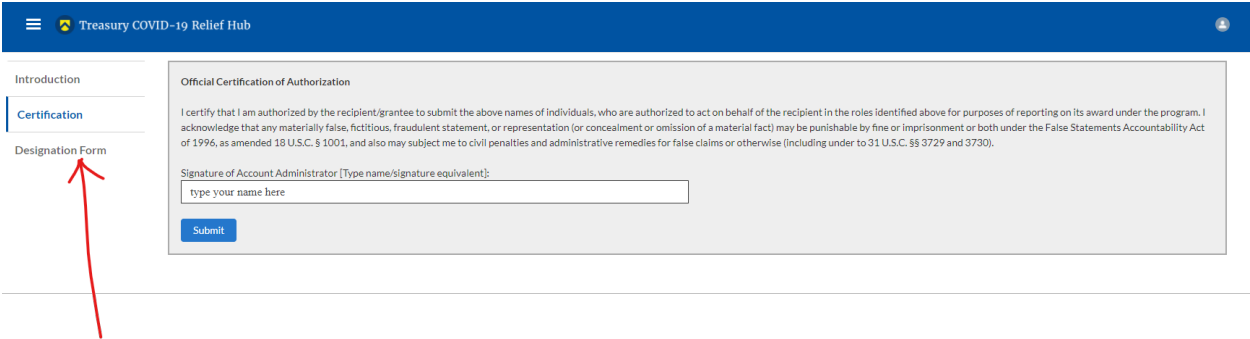 Treasury COVID-19 Relief Hub
Introduction
Certification
Designation Form
Official Certification of Authorization
I certify that I am authorized by the recipient/grantee to submit the above names of individuals, who are authorized to act on behalf of the recipient in the roles identified above for purposes of reporting on its award under the program. I
acknowledge that any materially false, fictitious, fraudulent statement, or representation (or concealment or omission of a material fact) may be punishable by fine or imprisonment or both under the False Statements Accountability Act
of 1996, as amended 18 U.S.C. § 1001, and also may subject me to civil penalties and administrative remedies for false claims or otherwise (including under to 31 U.S.C. §§ 3729 and 3730).
Signature of Account Administrator [Type name/signature equivalent]:
type your name here
Submit